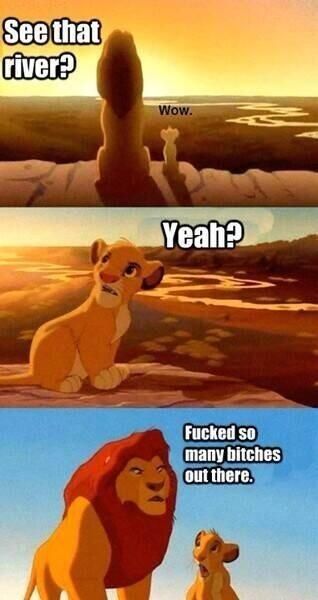 See that
river?
Wow.
Yeah?
Fucked so
many bitches
out there.